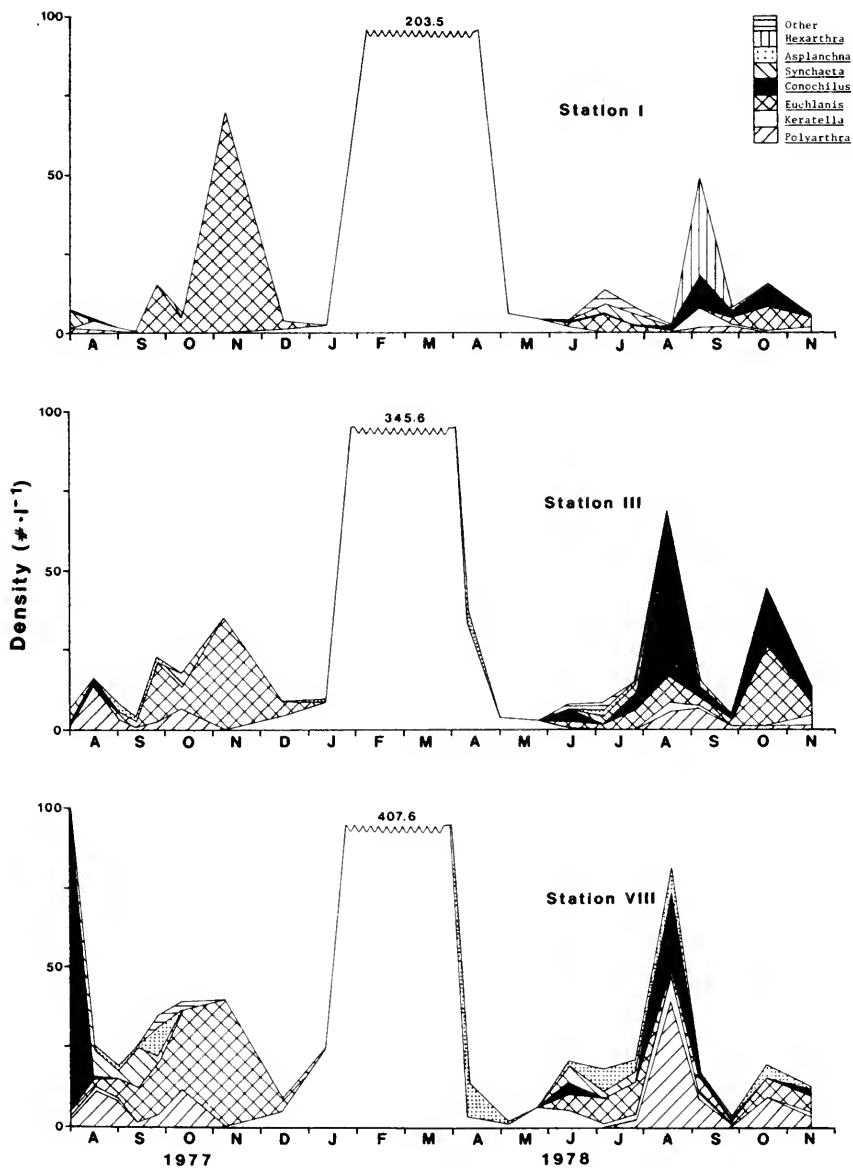 100
203.5
Other
Hexarthra
Asplanchna
Synchaeta
Conochilus
Euchlanis
Keratella
Polyarthra
Station I
50
0
A S O N D J F M A M J J A S O N
100
345.6
Station III
Density (#·l⁻¹)
50
0
A S O N D J F M A M J J A S O N
100
407.6
Station VIII
50
0
A S O N D J F M A M J J A S O N
1977 1978